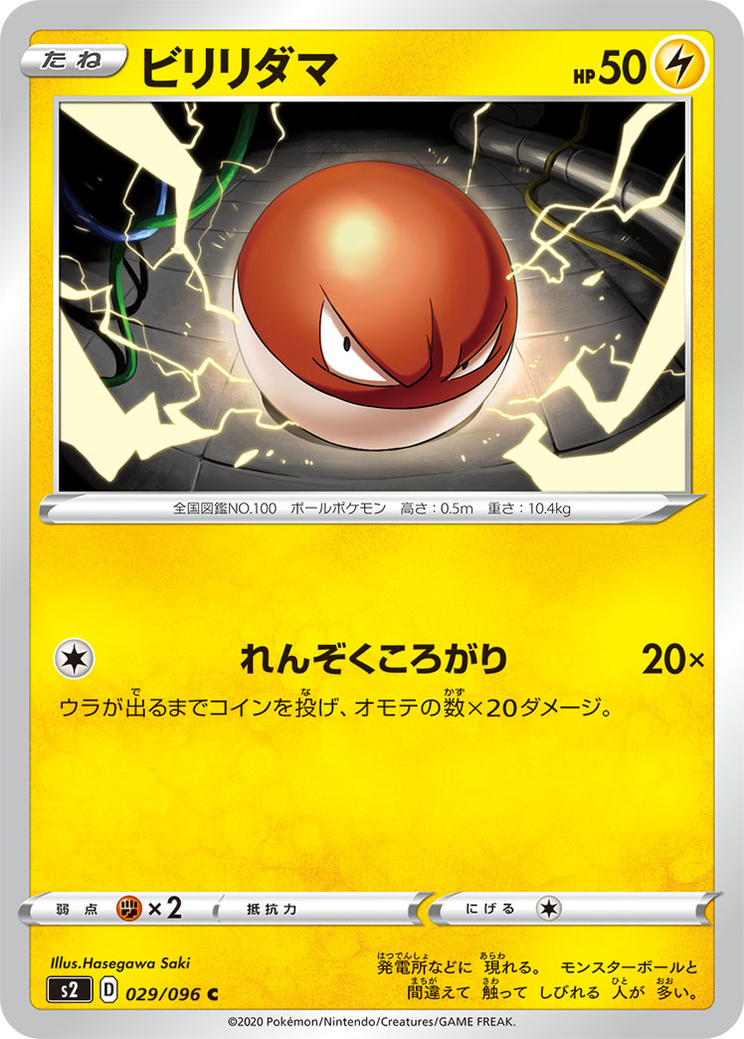 たね ビリリダマ HP50
全国図鑑NO.100 ボールポケモン 高さ：0.5m 重さ：10.4kg
れんぞくころがり 20×
ウラが出るまでコインを投げ、オモテの数×20ダメージ。
弱点 ×2 抵抗力 にげる
Illus.Hasegawa Saki
発電所などに 現れる。 モンスターボールと
間違えて 触って しびれる 人が 多い。
s2 D 029/096 C
©2020 Pokémon/Nintendo/Creatures/GAME FREAK.